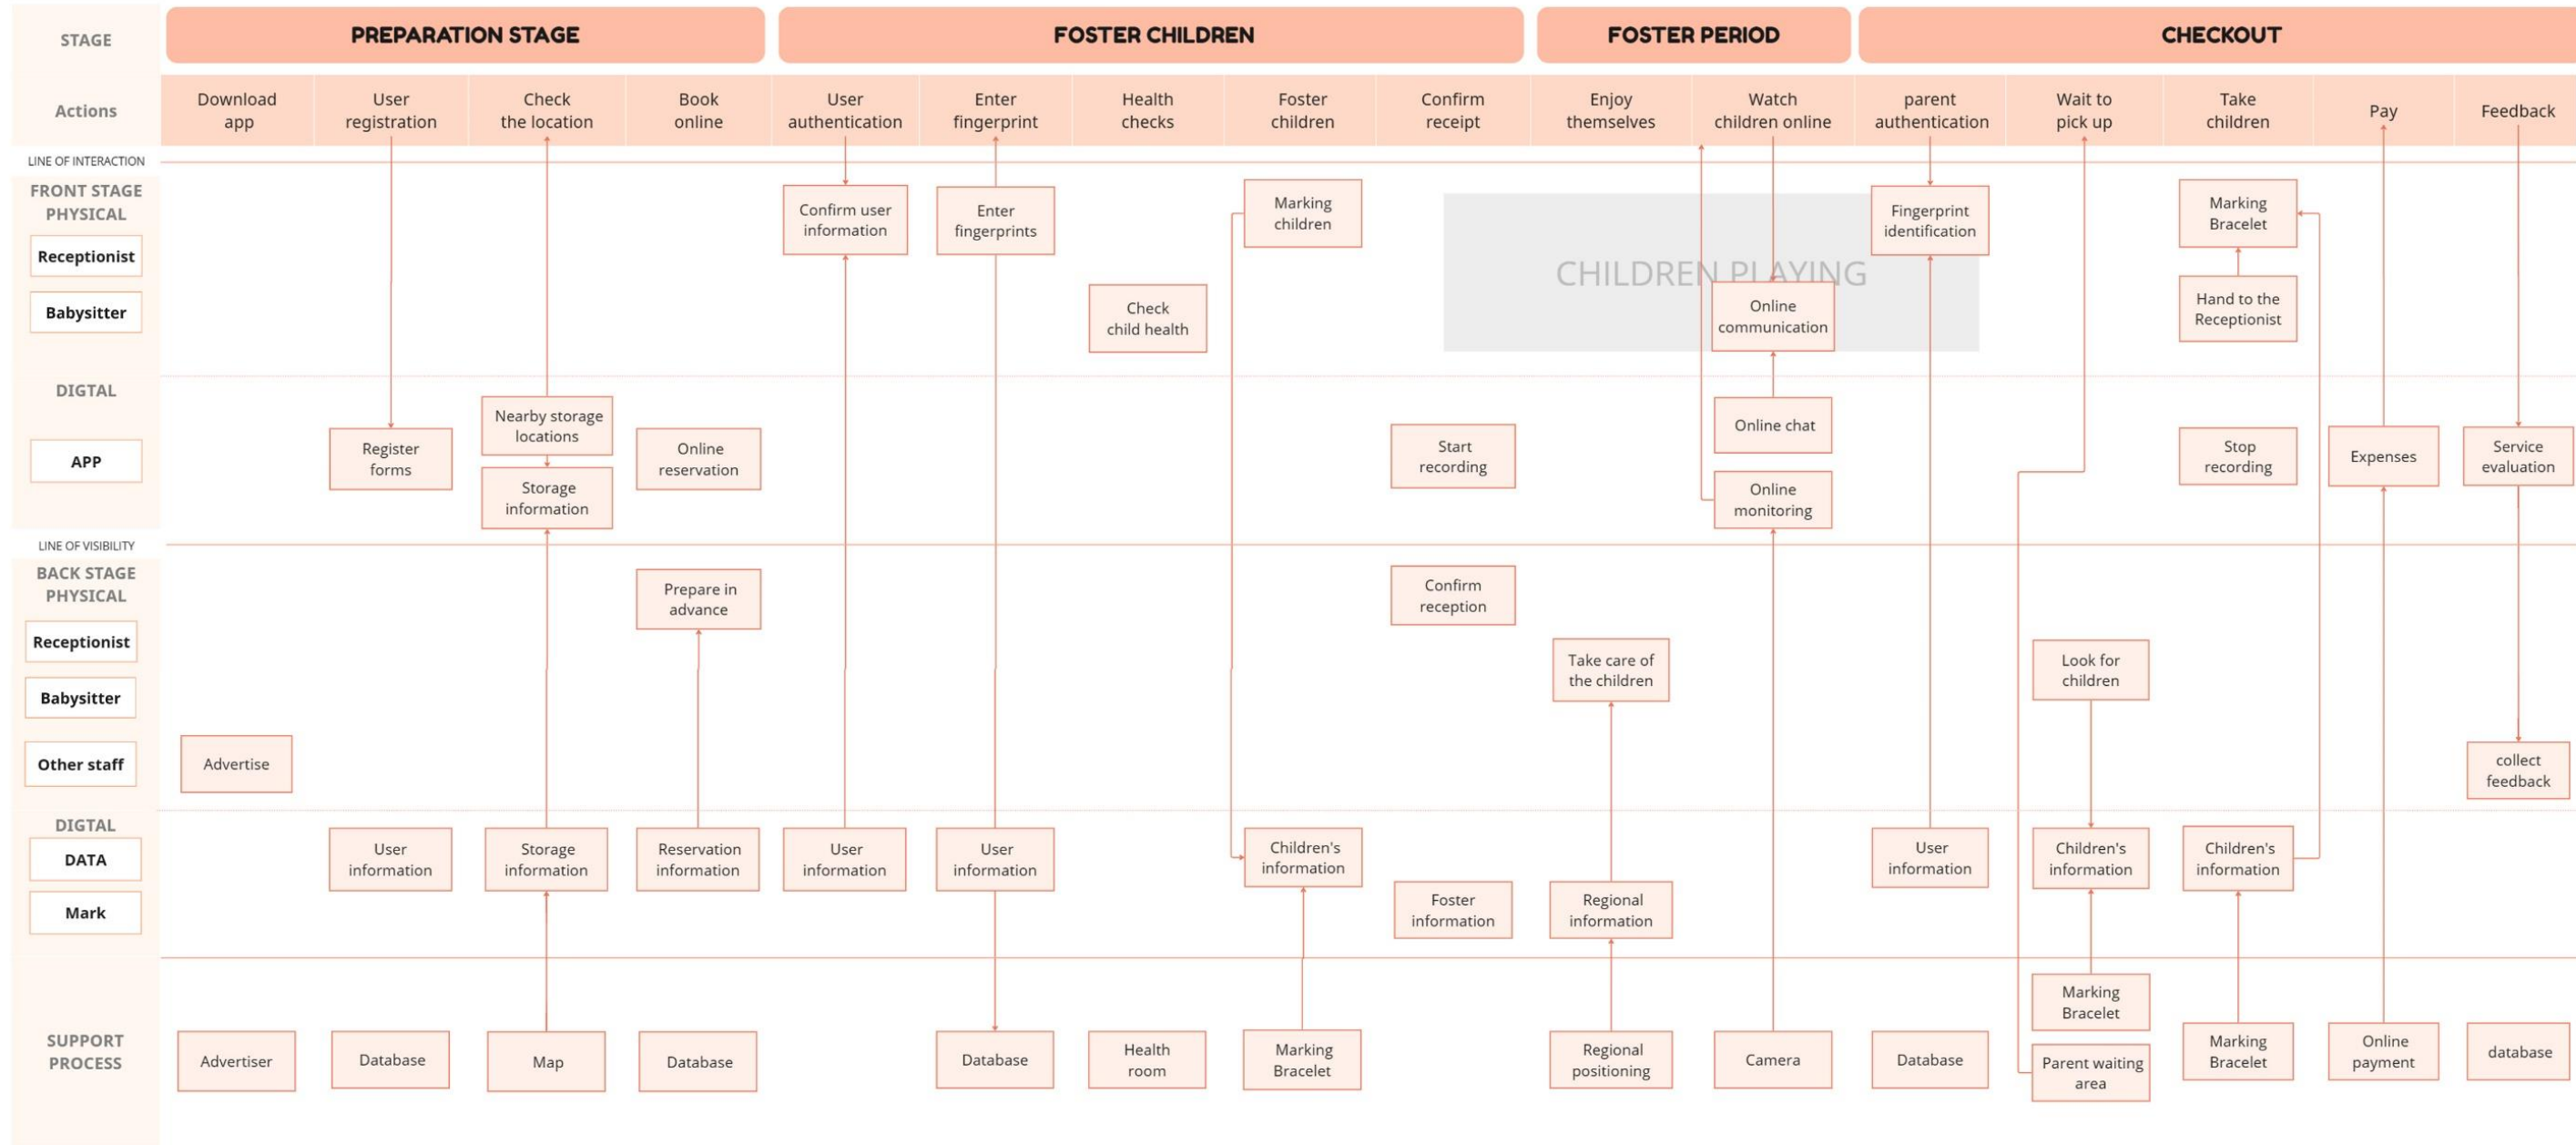 STAGE
PREPARATION STAGE
FOSTER CHILDREN
FOSTER PERIOD
CHECKOUT
Actions
Download
app
User
registration
Check
the location
Book
online
User
authentication
Enter
fingerprint
Health
checks
Foster
children
Confirm
receipt
Enjoy
themselves
Watch
children online
parent
authentication
Wait to
pick up
Take
children
Pay
Feedback
LINE OF INTERACTION
FRONT STAGE
PHYSICAL
Receptionist
Babysitter
Confirm user
information
Enter
fingerprints
Check
child health
Marking
children
CHILDREN PLAYING
Online
communication
Fingerprint
identification
Marking
Bracelet
Hand to the
Receptionist
DIGTAL
APP
Register
forms
Nearby storage
locations
Storage
information
Online
reservation
Start
recording
Online chat
Online
monitoring
Stop
recording
Expenses
Service
evaluation
LINE OF VISIBILITY
BACK STAGE
PHYSICAL
Receptionist
Babysitter
Other staff
Advertise
Prepare in
advance
Confirm
reception
Take care of
the children
Look for
children
collect
feedback
DIGTAL
DATA
Mark
User
information
Storage
information
Reservation
information
User
information
User
information
Children's
information
Foster
information
Regional
information
User
information
Children's
information
Children's
information
SUPPORT
PROCESS
Advertiser
Database
Map
Database
Database
Health
room
Marking
Bracelet
Regional
positioning
Camera
Database
Marking
Bracelet
Parent waiting
area
Marking
Bracelet
Online
payment
database